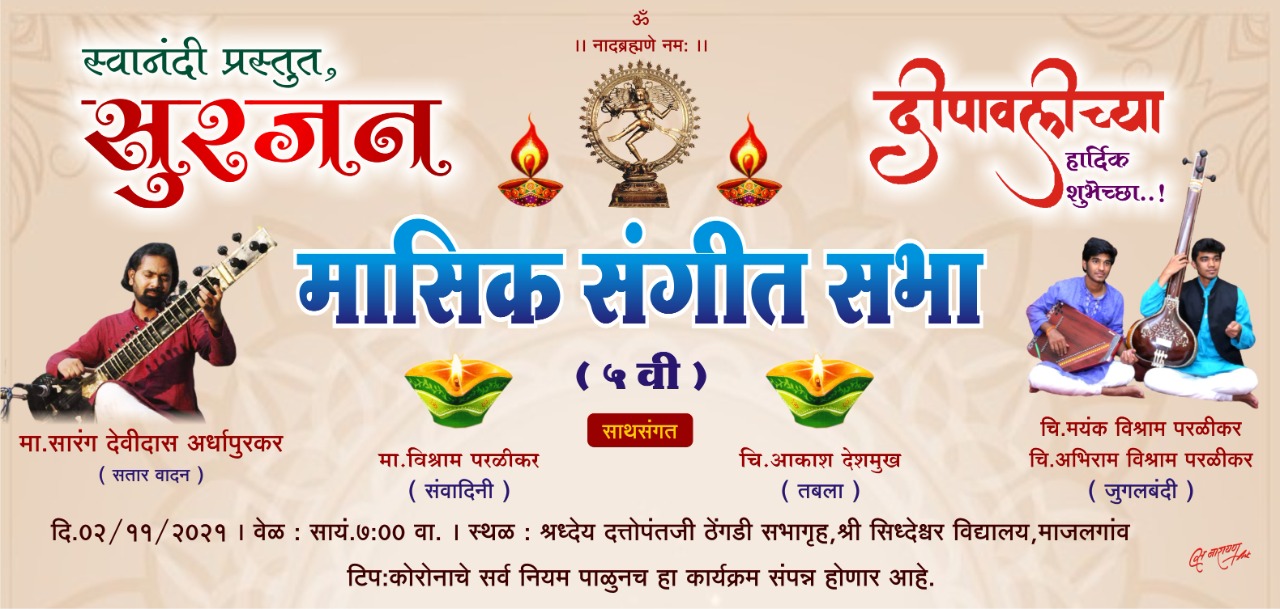 ॐ
।। नादब्रह्मणे नम: ।।
स्वानंदी प्रस्तुत,
सुरजन
दीपावलीच्या
हार्दिक
शुभेच्छा..!
मासिक संगीत सभा
( ५ वी )
साथसंगत
मा.सारंग देवीदास अर्धापुरकर
( सतार वादन )
मा.विश्राम परळीकर
( संवादिनी )
चि.आकाश देशमुख
( तबला )
चि.मयंक विश्राम परळीकर
चि.अभिराम विश्राम परळीकर
( जुगलबंदी )
दि.०२/११/२०२१ । वेळ : सायं.७:०० वा. । स्थळ : श्रध्देय दत्तोपंतजी ठेंगडी सभागृह,श्री सिध्देश्वर विद्यालय,माजलगांव
टिप:कोरोनाचे सर्व नियम पाळुनच हा कार्यक्रम संपन्न होणार आहे.